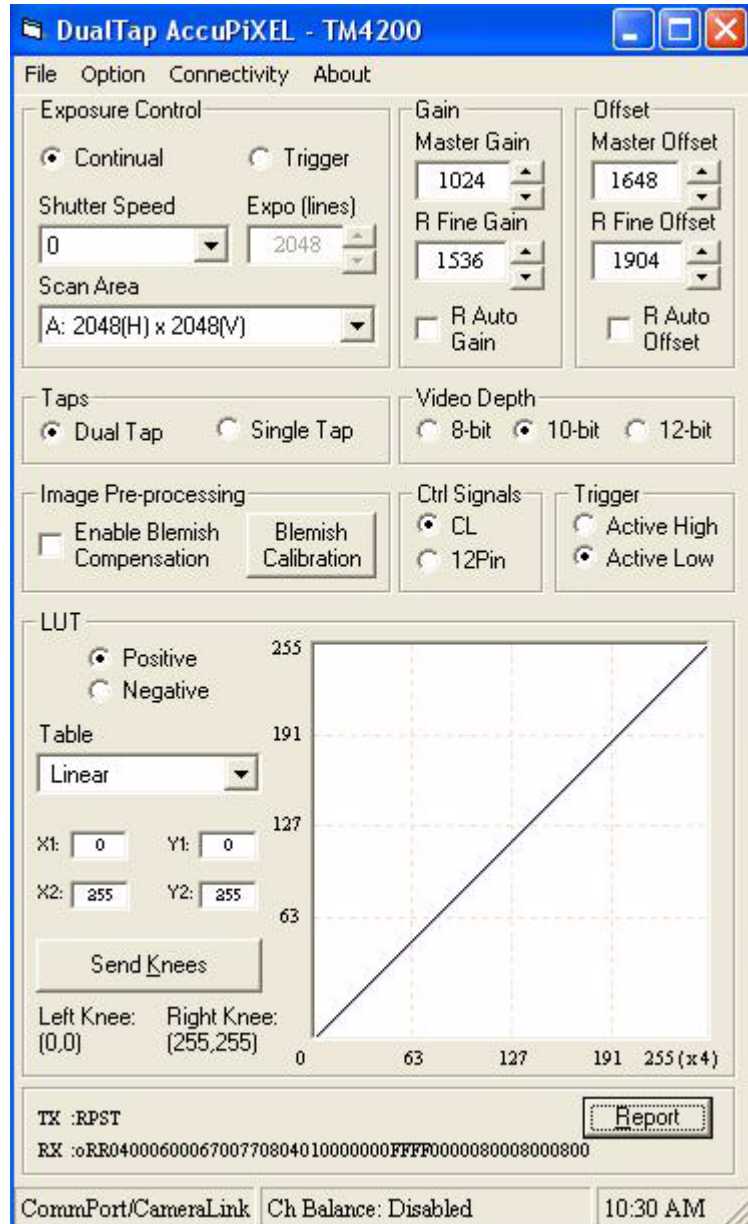 DualTap AccuPiXEL - TM4200
File Option Connectivity About
Exposure Control
Continual Trigger
Shutter Speed Expo (lines)
0 2048
Scan Area
A: 2048(H) x 2048(V)
Gain
Master Gain
1024
R Fine Gain
1536
R Auto
Gain
Offset
Master Offset
1648
R Fine Offset
1904
R Auto
Offset
Taps
Dual Tap Single Tap
Video Depth
8-bit 10-bit 12-bit
Image Pre-processing
Enable Blemish
Compensation
Blemish
Calibration
Ctrl Signals
CL
12Pin
Trigger
Active High
Active Low
LUT
Positive
Negative
Table
Linear
X1: 0 Y1: 0
X2: 255 Y2: 255
Send Knees
Left Knee: Right Knee:
(0,0) (255,255)
255
191
127
63
0 63 127 191 255(x4)
TX :RPST
Report
RX :oRR0400060006700770804010000000FFFF0000080008000800
CommPort/CameraLink Ch Balance: Disabled 10:30 AM